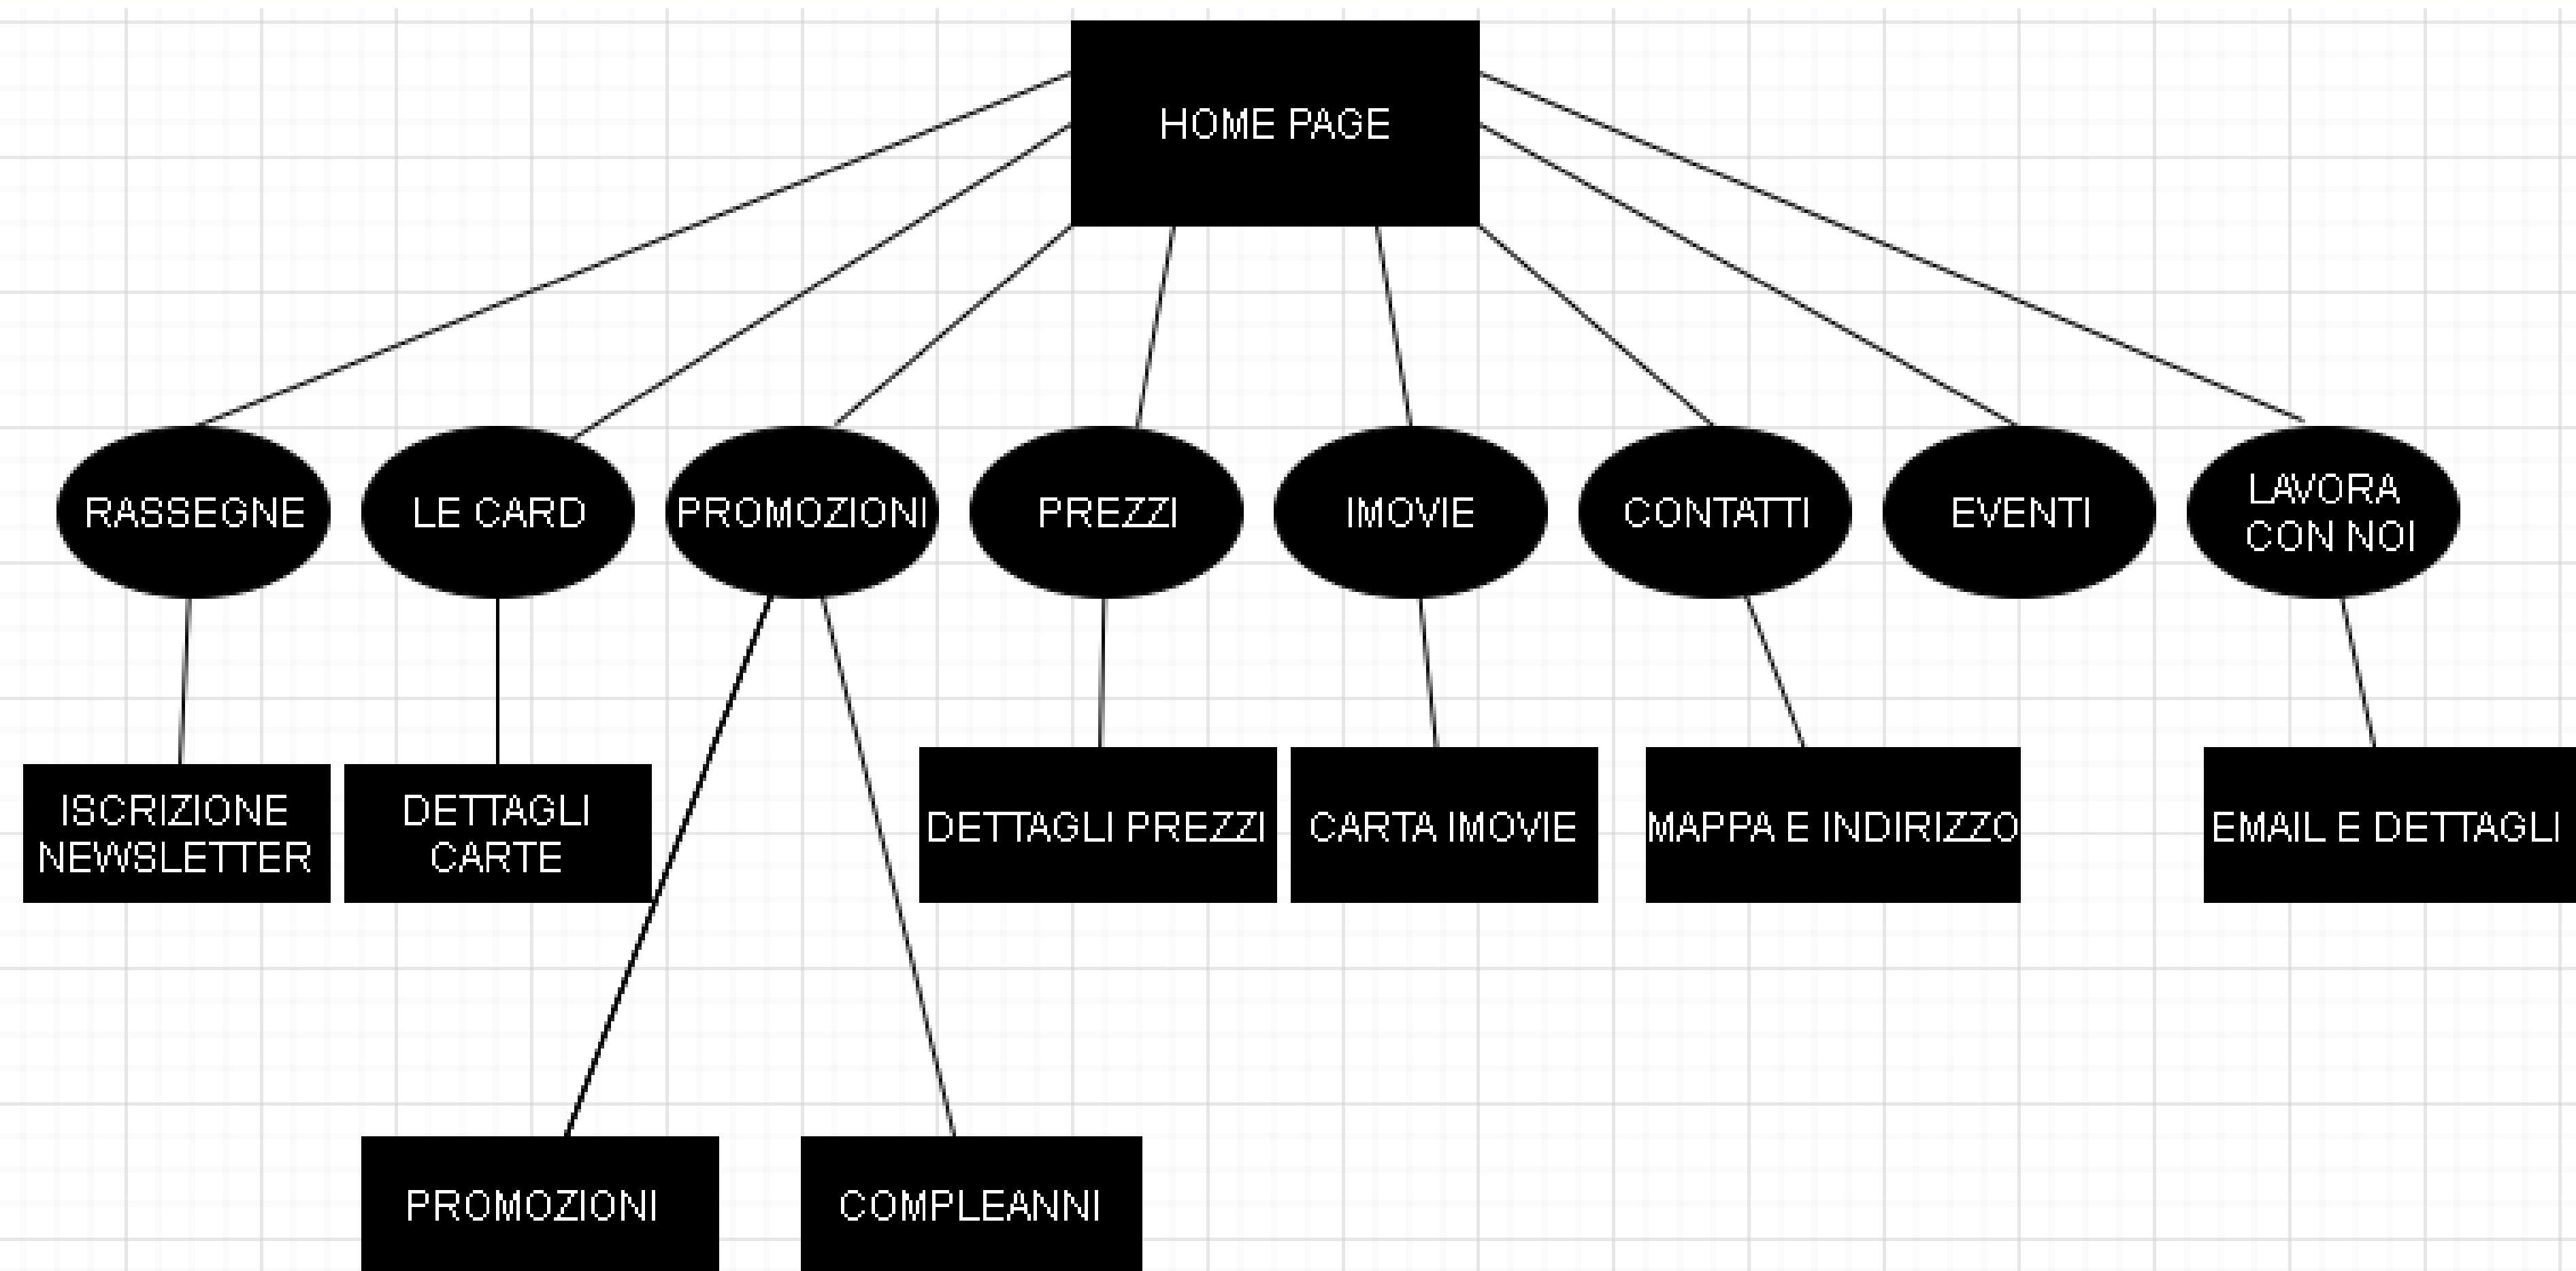 HOME PAGE
RASSEGNE
LE CARD
PROMOZIONI
PREZZI
IMOVIE
CONTATTI
EVENTI
LAVORA
CON NOI
ISCRIZIONE
NEWSLETTER
DETTAGLI
CARTE
DETTAGLI PREZZI
CARTA IMOVIE
MAPPA E INDIRIZZO
EMAIL E DETTAGLI
PROMOZIONI
COMPLEANNI